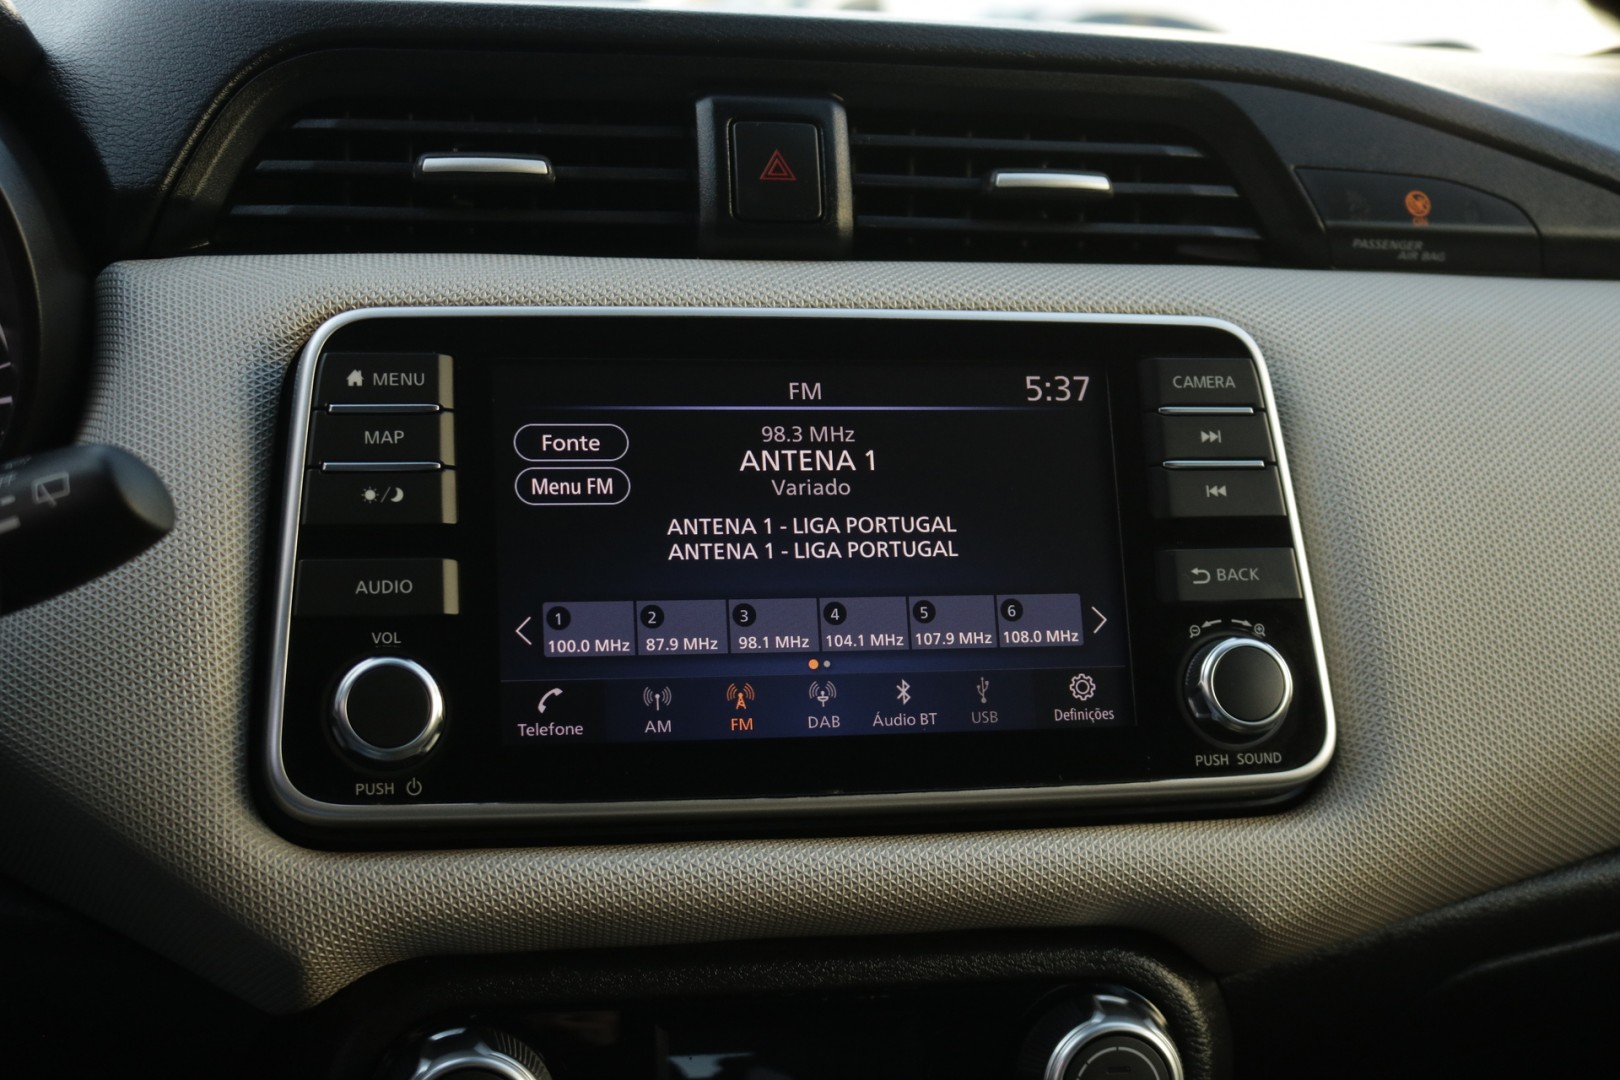 PASSENGER
AIR BAG
MENU
MAP
AUDIO
VOL
PUSH
FM
5:37
Fonte
Menu FM
98.3 MHz
ANTENA 1
Variado
ANTENA 1 - LIGA PORTUGAL
ANTENA 1 - LIGA PORTUGAL
1 2 3 4 5 6
100.0 MHz 87.9 MHz 98.1 MHz 104.1 MHz 107.9 MHz 108.0 MHz
Telefone AM FM DAB Áudio BT USB Definições
CAMERA
BACK
PUSH SOUND